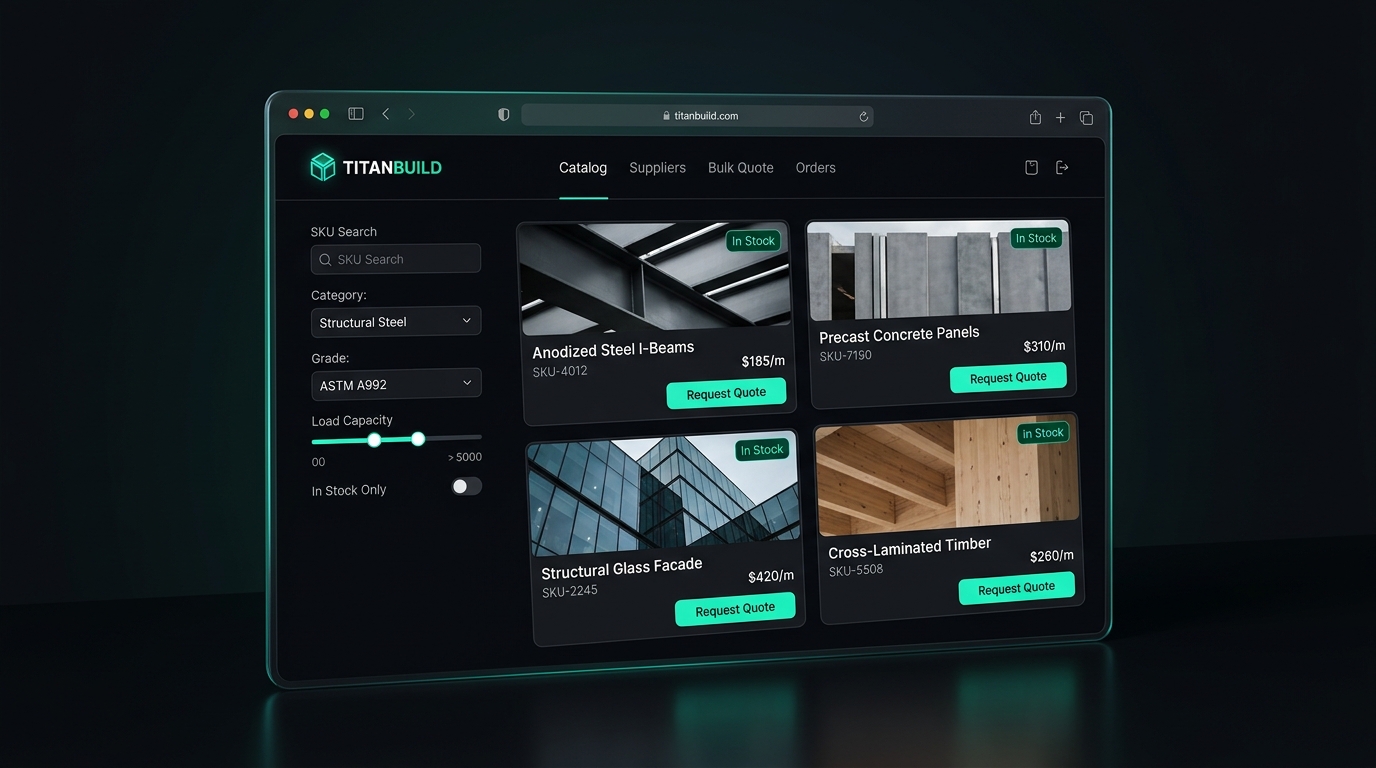 titanbuild.com
TITANBUILD
Catalog Suppliers Bulk Quote Orders
SKU Search
SKU Search
Category:
Structural Steel
Grade:
ASTM A992
Load Capacity
00 >5000
In Stock Only
In Stock
Anodized Steel I-Beams
SKU-4012
$185/m
Request Quote
In Stock
Precast Concrete Panels
SKU-7190
$310/m
Request Quote
In Stock
Structural Glass Facade
SKU-2245
$420/m
Request Quote
in Stock
Cross-Laminated Timber
SKU-5508
$260/m
Request Quote